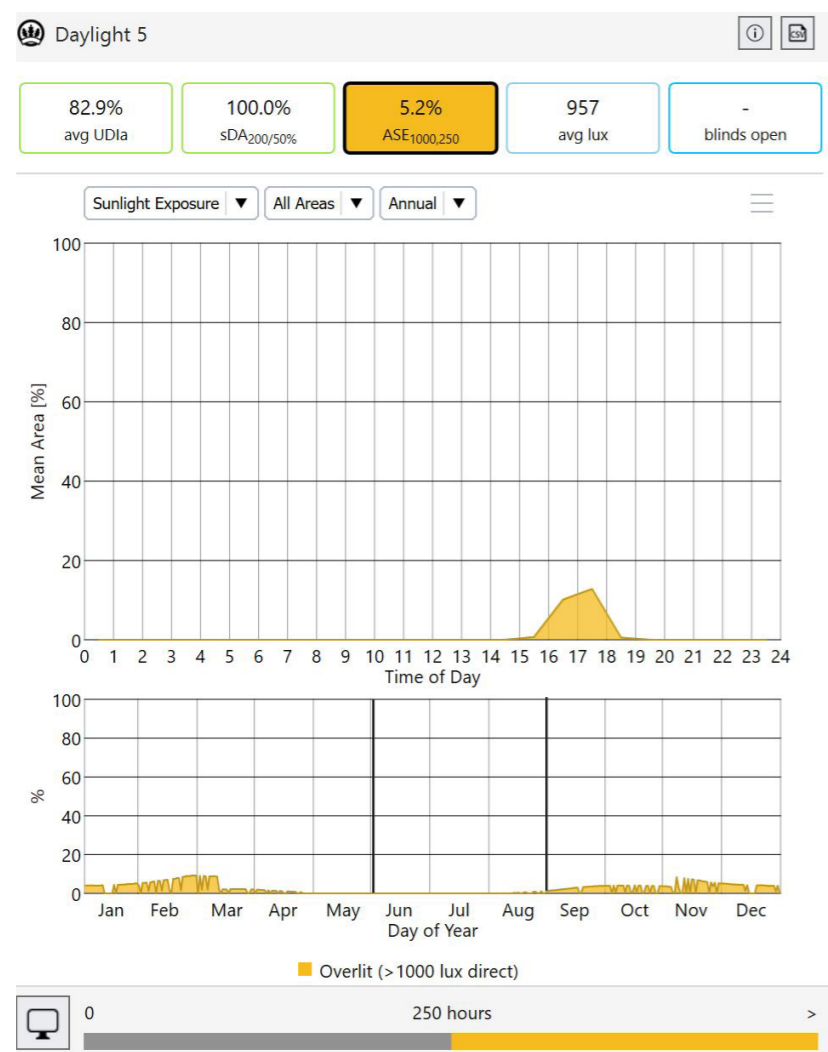 Daylight 5
CSV
82.9%
avg UDIa
100.0%
sDA200/50%
5.2%
ASE1000,250
957
avg lux
-
blinds open
Sunlight Exposure ▼
All Areas ▼
Annual ▼
Mean Area [%]
100
80
60
40
20
0
0 1 2 3 4 5 6 7 8 9 10 11 12 13 14 15 16 17 18 19 20 21 22 23 24
Time of Day
%
100
80
60
40
20
0
Jan Feb Mar Apr May Jun Jul Aug Sep Oct Nov Dec
Day of Year
Overlit (>1000 lux direct)
0 250 hours >